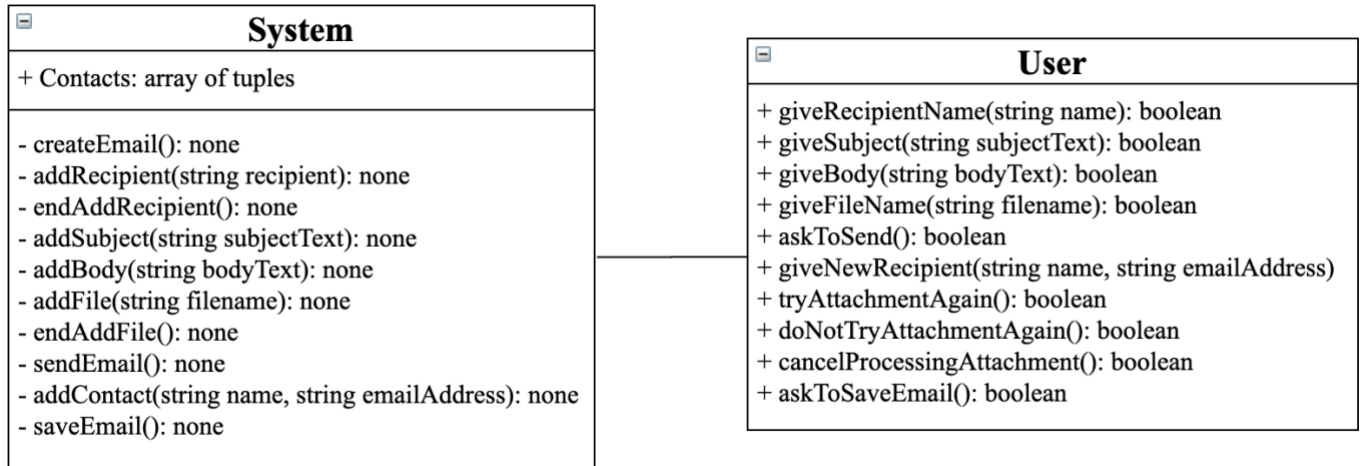 System
+ Contacts: array of tuples
- createEmail(): none
- addRecipient(string recipient): none
- endAddRecipient(): none
- addSubject(string subjectText): none
- addBody(string bodyText): none
- addFile(string filename): none
- endAddFile(): none
- sendEmail(): none
- addContact(string name, string emailAddress): none
- saveEmail(): none
User
+ giveRecipientName(string name): boolean
+ giveSubject(string subjectText): boolean
+ giveBody(string bodyText): boolean
+ giveFileName(string filename): boolean
+ askToSend(): boolean
+ giveNewRecipient(string name, string emailAddress)
+ tryAttachmentAgain(): boolean
+ doNotTryAttachmentAgain(): boolean
+ cancelProcessingAttachment(): boolean
+ askToSaveEmail(): boolean